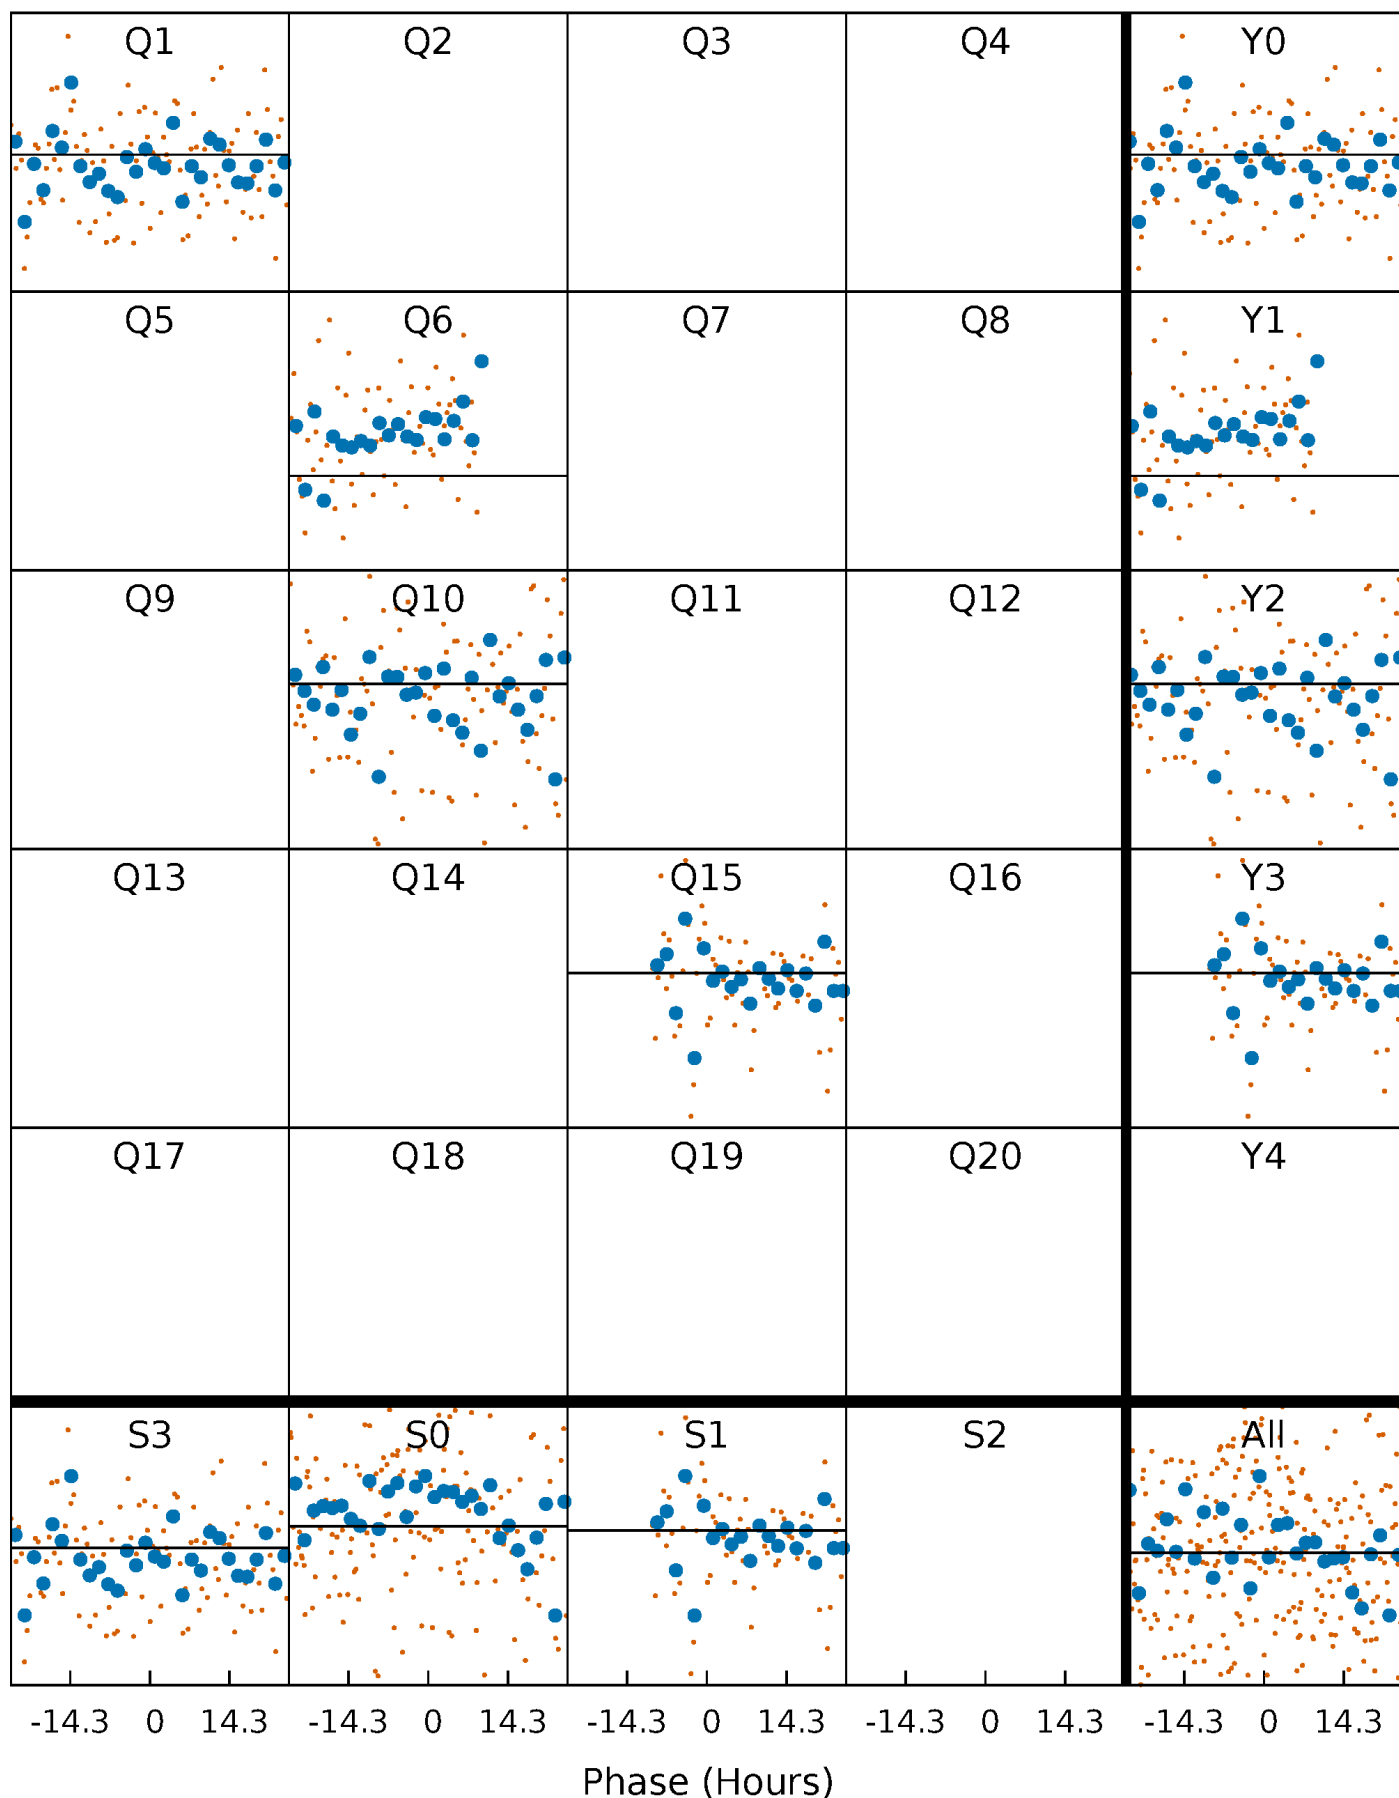 Q1 Q2 Q3 Q4 Y0
Q5 Q6 Q7 Q8 Y1
Q9 Q10 Q11 Q12 Y2
Q13 Q14 Q15 Q16 Y3
Q17 Q18 Q19 Q20 Y4
S3 S0 S1 S2 All
-14.3 0 14.3 -14.3 0 14.3 -14.3 0 14.3 -14.3 0 14.3 -14.3 0 14.3
Phase (Hours)